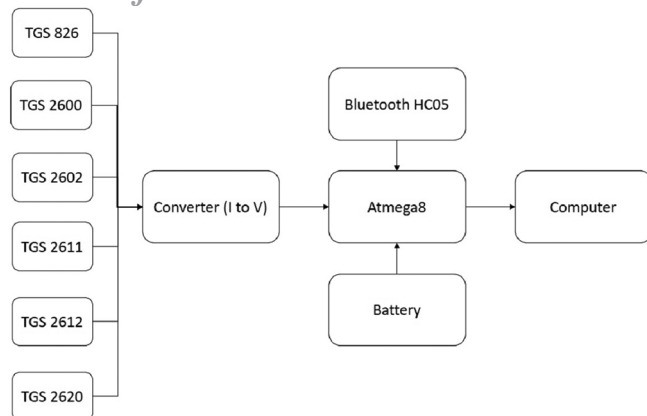 TGS 826
TGS 2600
TGS 2602
TGS 2611
TGS 2612
TGS 2620
Converter (I to V)
Bluetooth HC05
Atmega8
Battery
Computer